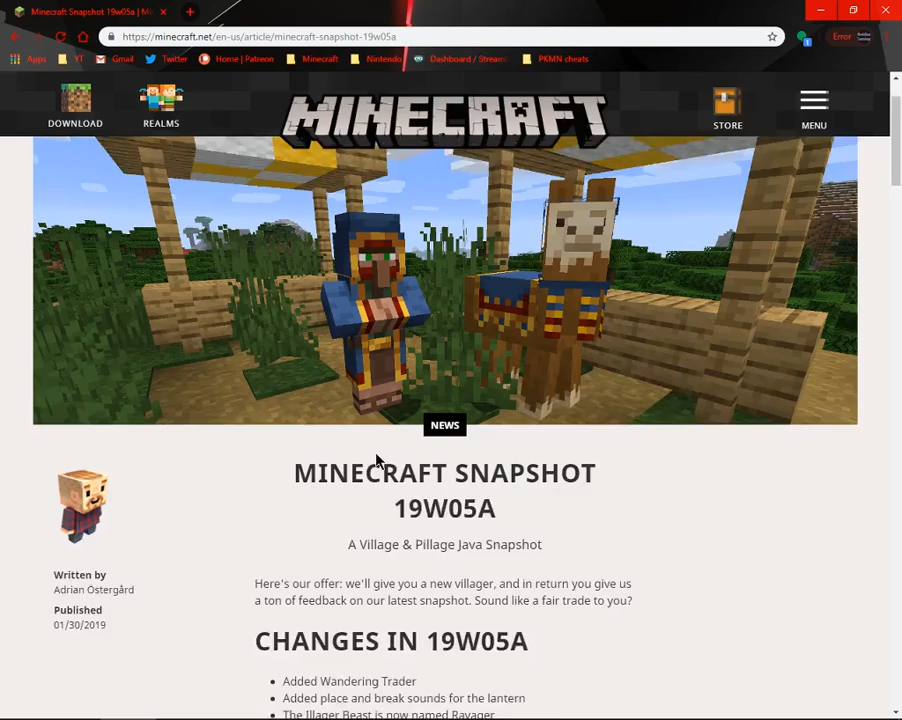 Minecraft Snapshot 19w05a | Mi
https://minecraft.net/en-us/article/minecraft-snapshot-19w05a
Error
Apps YT Gmail Twitter Home | Patreon Minecraft Nintendo Dashboard / Stream PKMN cheats
DOWNLOAD REALMS MINECRAFT STORE MENU
NEWS
MINECRAFT SNAPSHOT
19W05A
A Village & Pillage Java Snapshot
Written by
Adrian Östergård
Published
01/30/2019
Here's our offer: we'll give you a new villager, and in return you give us
a ton of feedback on our latest snapshot. Sound like a fair trade to you?
CHANGES IN 19W05A
Added Wandering Trader
Added place and break sounds for the lantern
The Illager Beast is now named Ravager